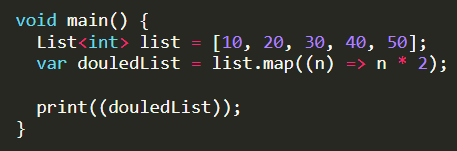 void main() {
  List<int> list = [10, 20, 30, 40, 50];
  var douledList = list.map((n) => n * 2);

  print((douledList));
}